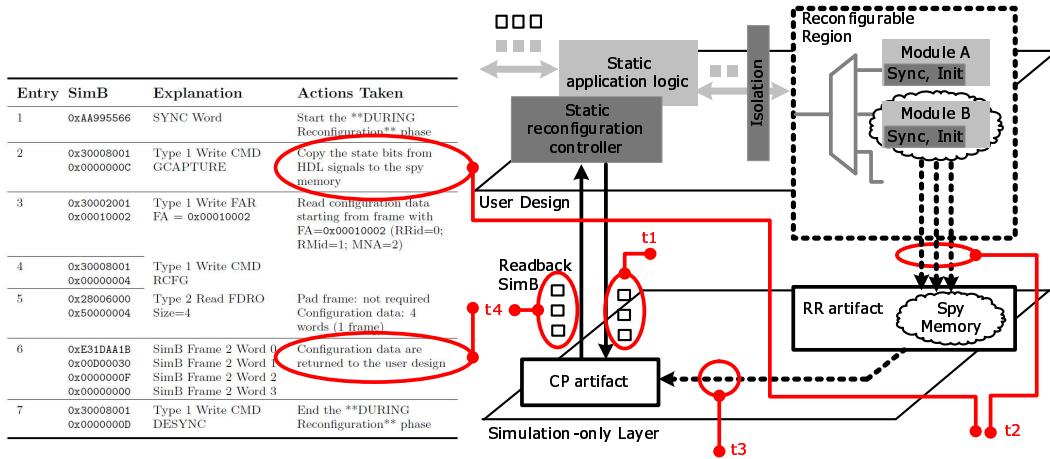 Entry SimB Explanation Actions Taken
1 0xAA995566 SYNC Word Start the **DURING
Reconfiguration** phase
2 0x30008001 Type 1 Write CMD Copy the state bits from
0x0000000C GCAPTURE HDL signals to the spy
memory
3 0x30002001 Type 1 Write FAR Read configuration data
0x00010002 FA = 0x00010002 starting from frame with
FA=0x00010002 (RRid=0;
RMid=1; MNA=2)
4 0x30008001 Type 1 Write CMD
0x00000004 RCFG
5 0x28006000 Type 2 Read FDRO Pad frame: not required
0x50000004 Size=4 Configuration data: 4
words (1 frame)
6 0xE31DAA1B SimB Frame 2 Word 0 Configuration data are
0x00D00030 SimB Frame 2 Word 1 returned to the user design
0x0000000F SimB Frame 2 Word 2
0x00000000 SimB Frame 2 Word 3
7 0x30008001 Type 1 Write CMD End the **DURING
0x0000000D DESYNC Reconfiguration** phase
Static
application logic
Static
reconfiguration
controller
Isolation
Reconfigurable
Region
Module A
Sync, Init
Module B
Sync, Init
User Design
Readback
SimB
t1
t4
RR artifact
Spy
Memory
CP artifact
t2
t3
Simulation-only Layer